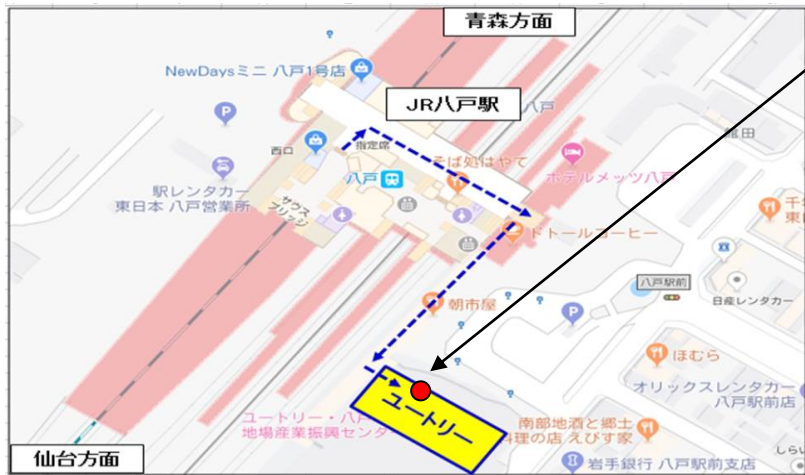 青森方面
NewDaysミニ 八戸1号店
JR八戸駅
八戸
指定席
西口
そば処はやて
八戸
ホテルメッツ八戸
駅レンタカー
東日本 八戸営業所
サウス
ブリッジ
ドトールコーヒー
八戸駅前
日産レンタカー
朝市屋
ほむら
オリックスレンタカー
八戸駅前店
ユートリー
ユートリー・八戸
地場産業振興センタ
南部地酒と郷土
料理の店 えびす家
岩手銀行 八戸駅前支店
仙台方面